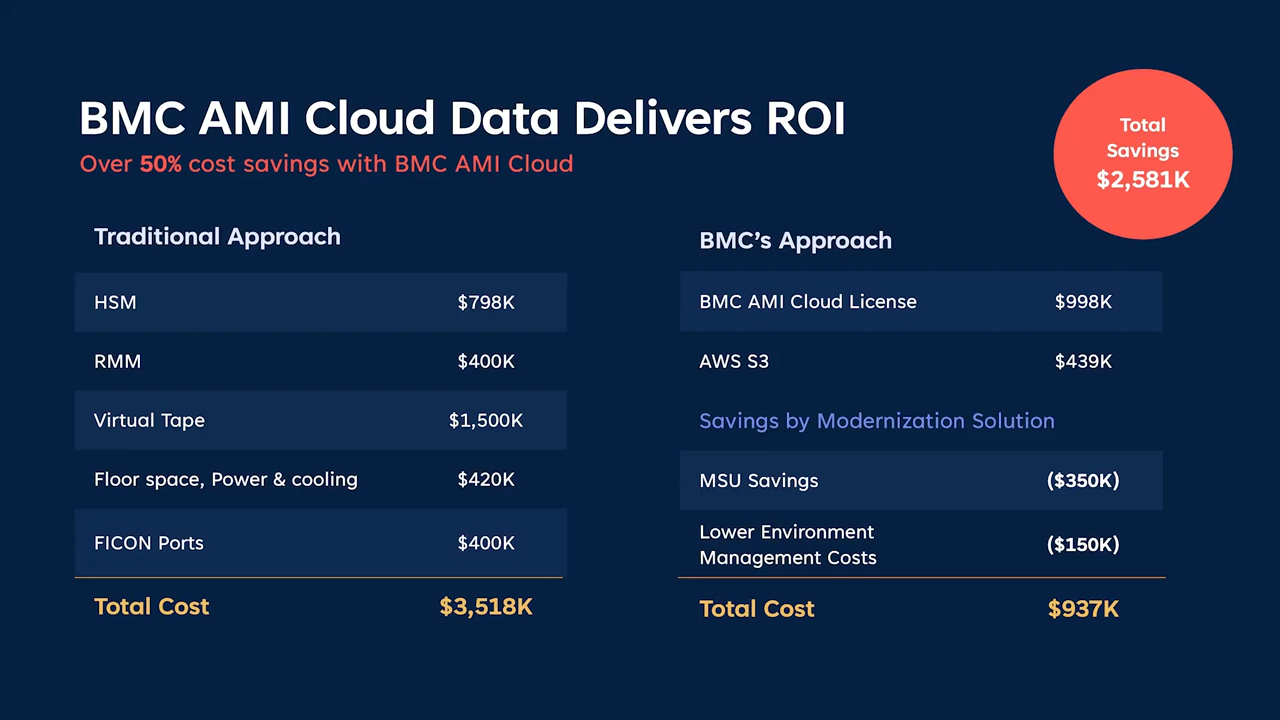 BMC AMI Cloud Data Delivers ROI
Over 50% cost savings with BMC AMI Cloud
Total
Savings
$2,581K
Traditional Approach
HSM $798K
RMM $400K
Virtual Tape $1,500K
Floor space, Power & cooling $420K
FICON Ports $400K
Total Cost $3,518K
BMC’s Approach
BMC AMI Cloud License $998K
AWS S3 $439K
Savings by Modernization Solution
MSU Savings ($350K)
Lower Environment
Management Costs ($150K)
Total Cost $937K